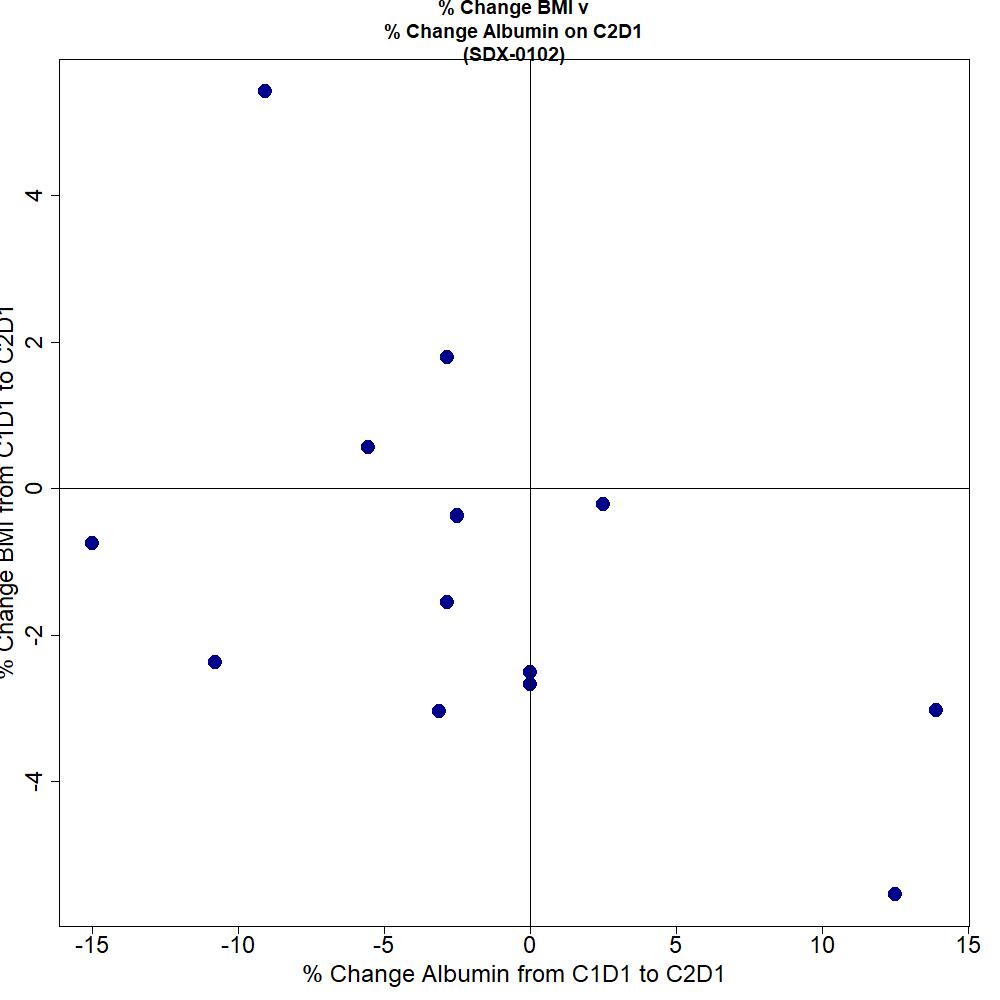 % Change BMI v
% Change Albumin on C2D1
(SDX-0102)
% Change BMI from C1D1 to C2D1
4
2
0
-2
-4
-15
-10
-5
0
5
10
15
% Change Albumin from C1D1 to C2D1